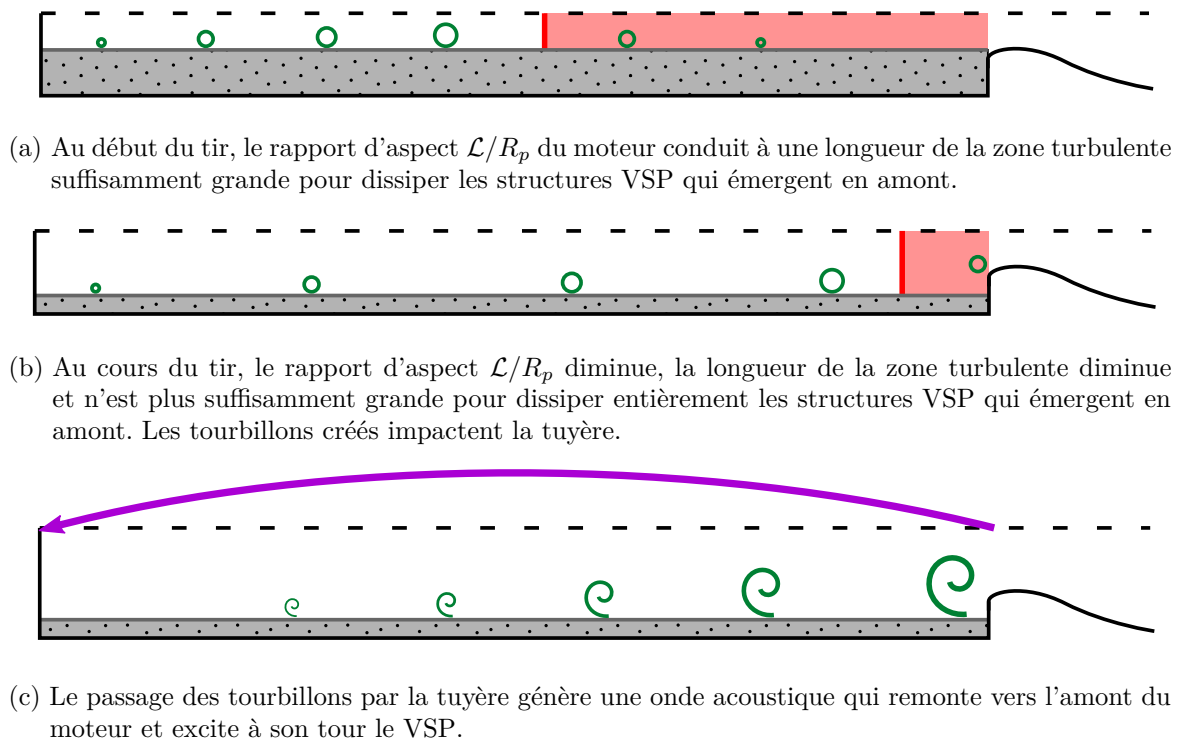 (a) Au début du tir, le rapport d'aspect ℒ/Rₚ du moteur conduit à une longueur de la zone turbulente
suffisamment grande pour dissiper les structures VSP qui émergent en amont.
(b) Au cours du tir, le rapport d'aspect ℒ/Rₚ diminue, la longueur de la zone turbulente diminue
et n'est plus suffisamment grande pour dissiper entièrement les structures VSP qui émergent en
amont. Les tourbillons créés impactent la tuyère.
(c) Le passage des tourbillons par la tuyère génère une onde acoustique qui remonte vers l'amont du
moteur et excite à son tour le VSP.